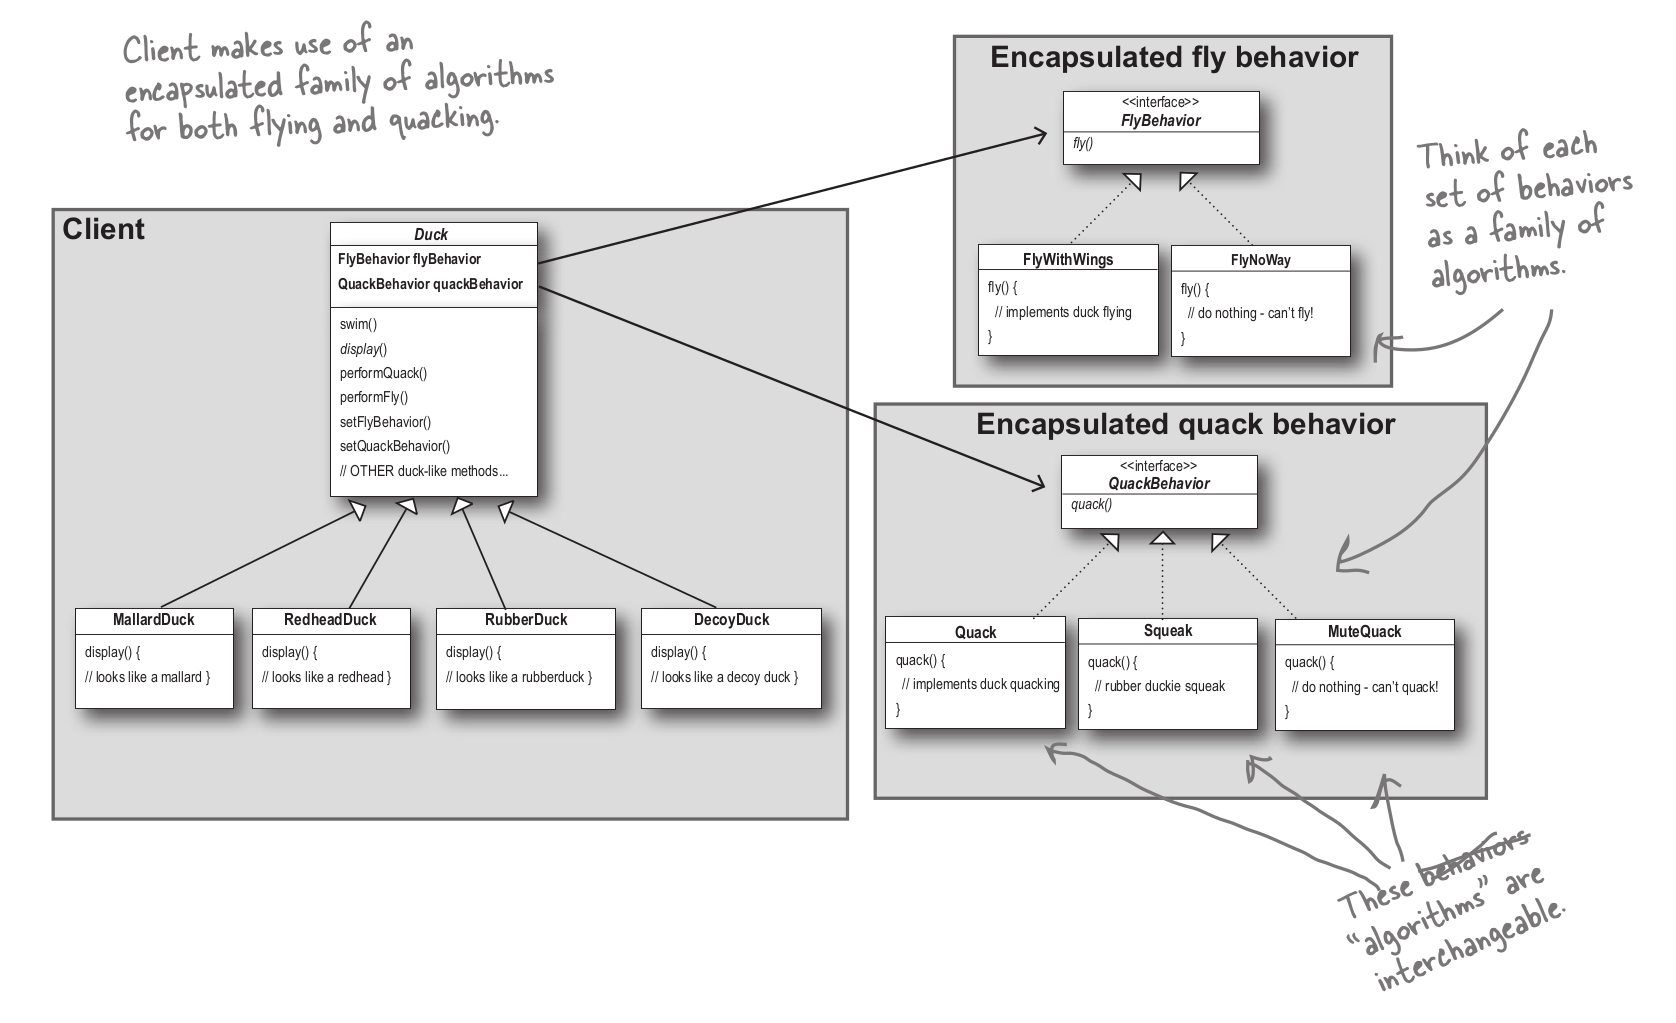 Client makes use of an
encapsulated family of algorithms
for both flying and quacking.
Client
Duck
FlyBehavior flyBehavior
QuackBehavior quackBehavior
swim()
display()
performQuack()
performFly()
setFlyBehavior()
setQuackBehavior()
// OTHER duck-like methods...
MallardDuck
display() {
// looks like a mallard }
RedheadDuck
display() {
// looks like a redhead }
RubberDuck
display() {
// looks like a rubberduck }
DecoyDuck
display() {
// looks like a decoy duck }
Encapsulated fly behavior
<<interface>>
FlyBehavior
fly()
FlyWithWings
fly() {
// implements duck flying
}
FlyNoWay
fly() {
// do nothing - can't fly!
}
Think of each
set of behaviors
as a family of
algorithms.
Encapsulated quack behavior
<<interface>>
QuackBehavior
quack()
Quack
quack() {
// implements duck quacking
}
Squeak
quack() {
// rubber duckie squeak
}
MuteQuack
quack() {
// do nothing - can't quack!
}
These behaviors
“algorithms” are
interchangeable.